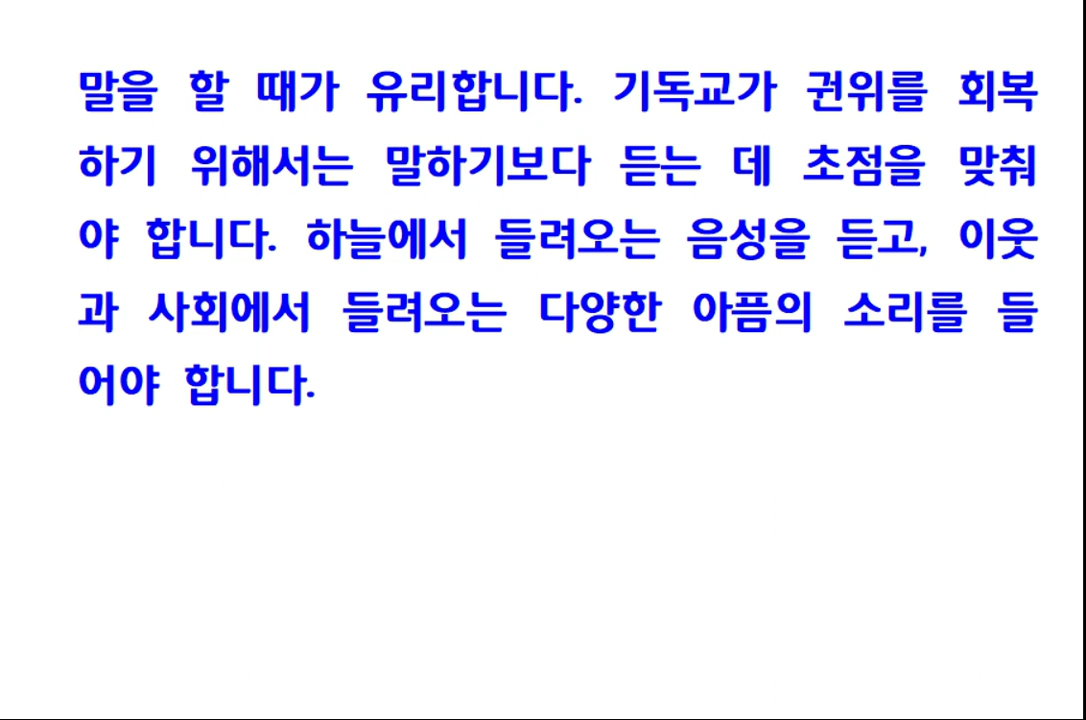 말을 할 때가 유리합니다. 기독교가 권위를 회복
하기 위해서는 말하기보다 듣는 데 초점을 맞춰
야 합니다. 하늘에서 들려오는 음성을 듣고, 이웃
과 사회에서 들려오는 다양한 아픔의 소리를 들
어야 합니다.